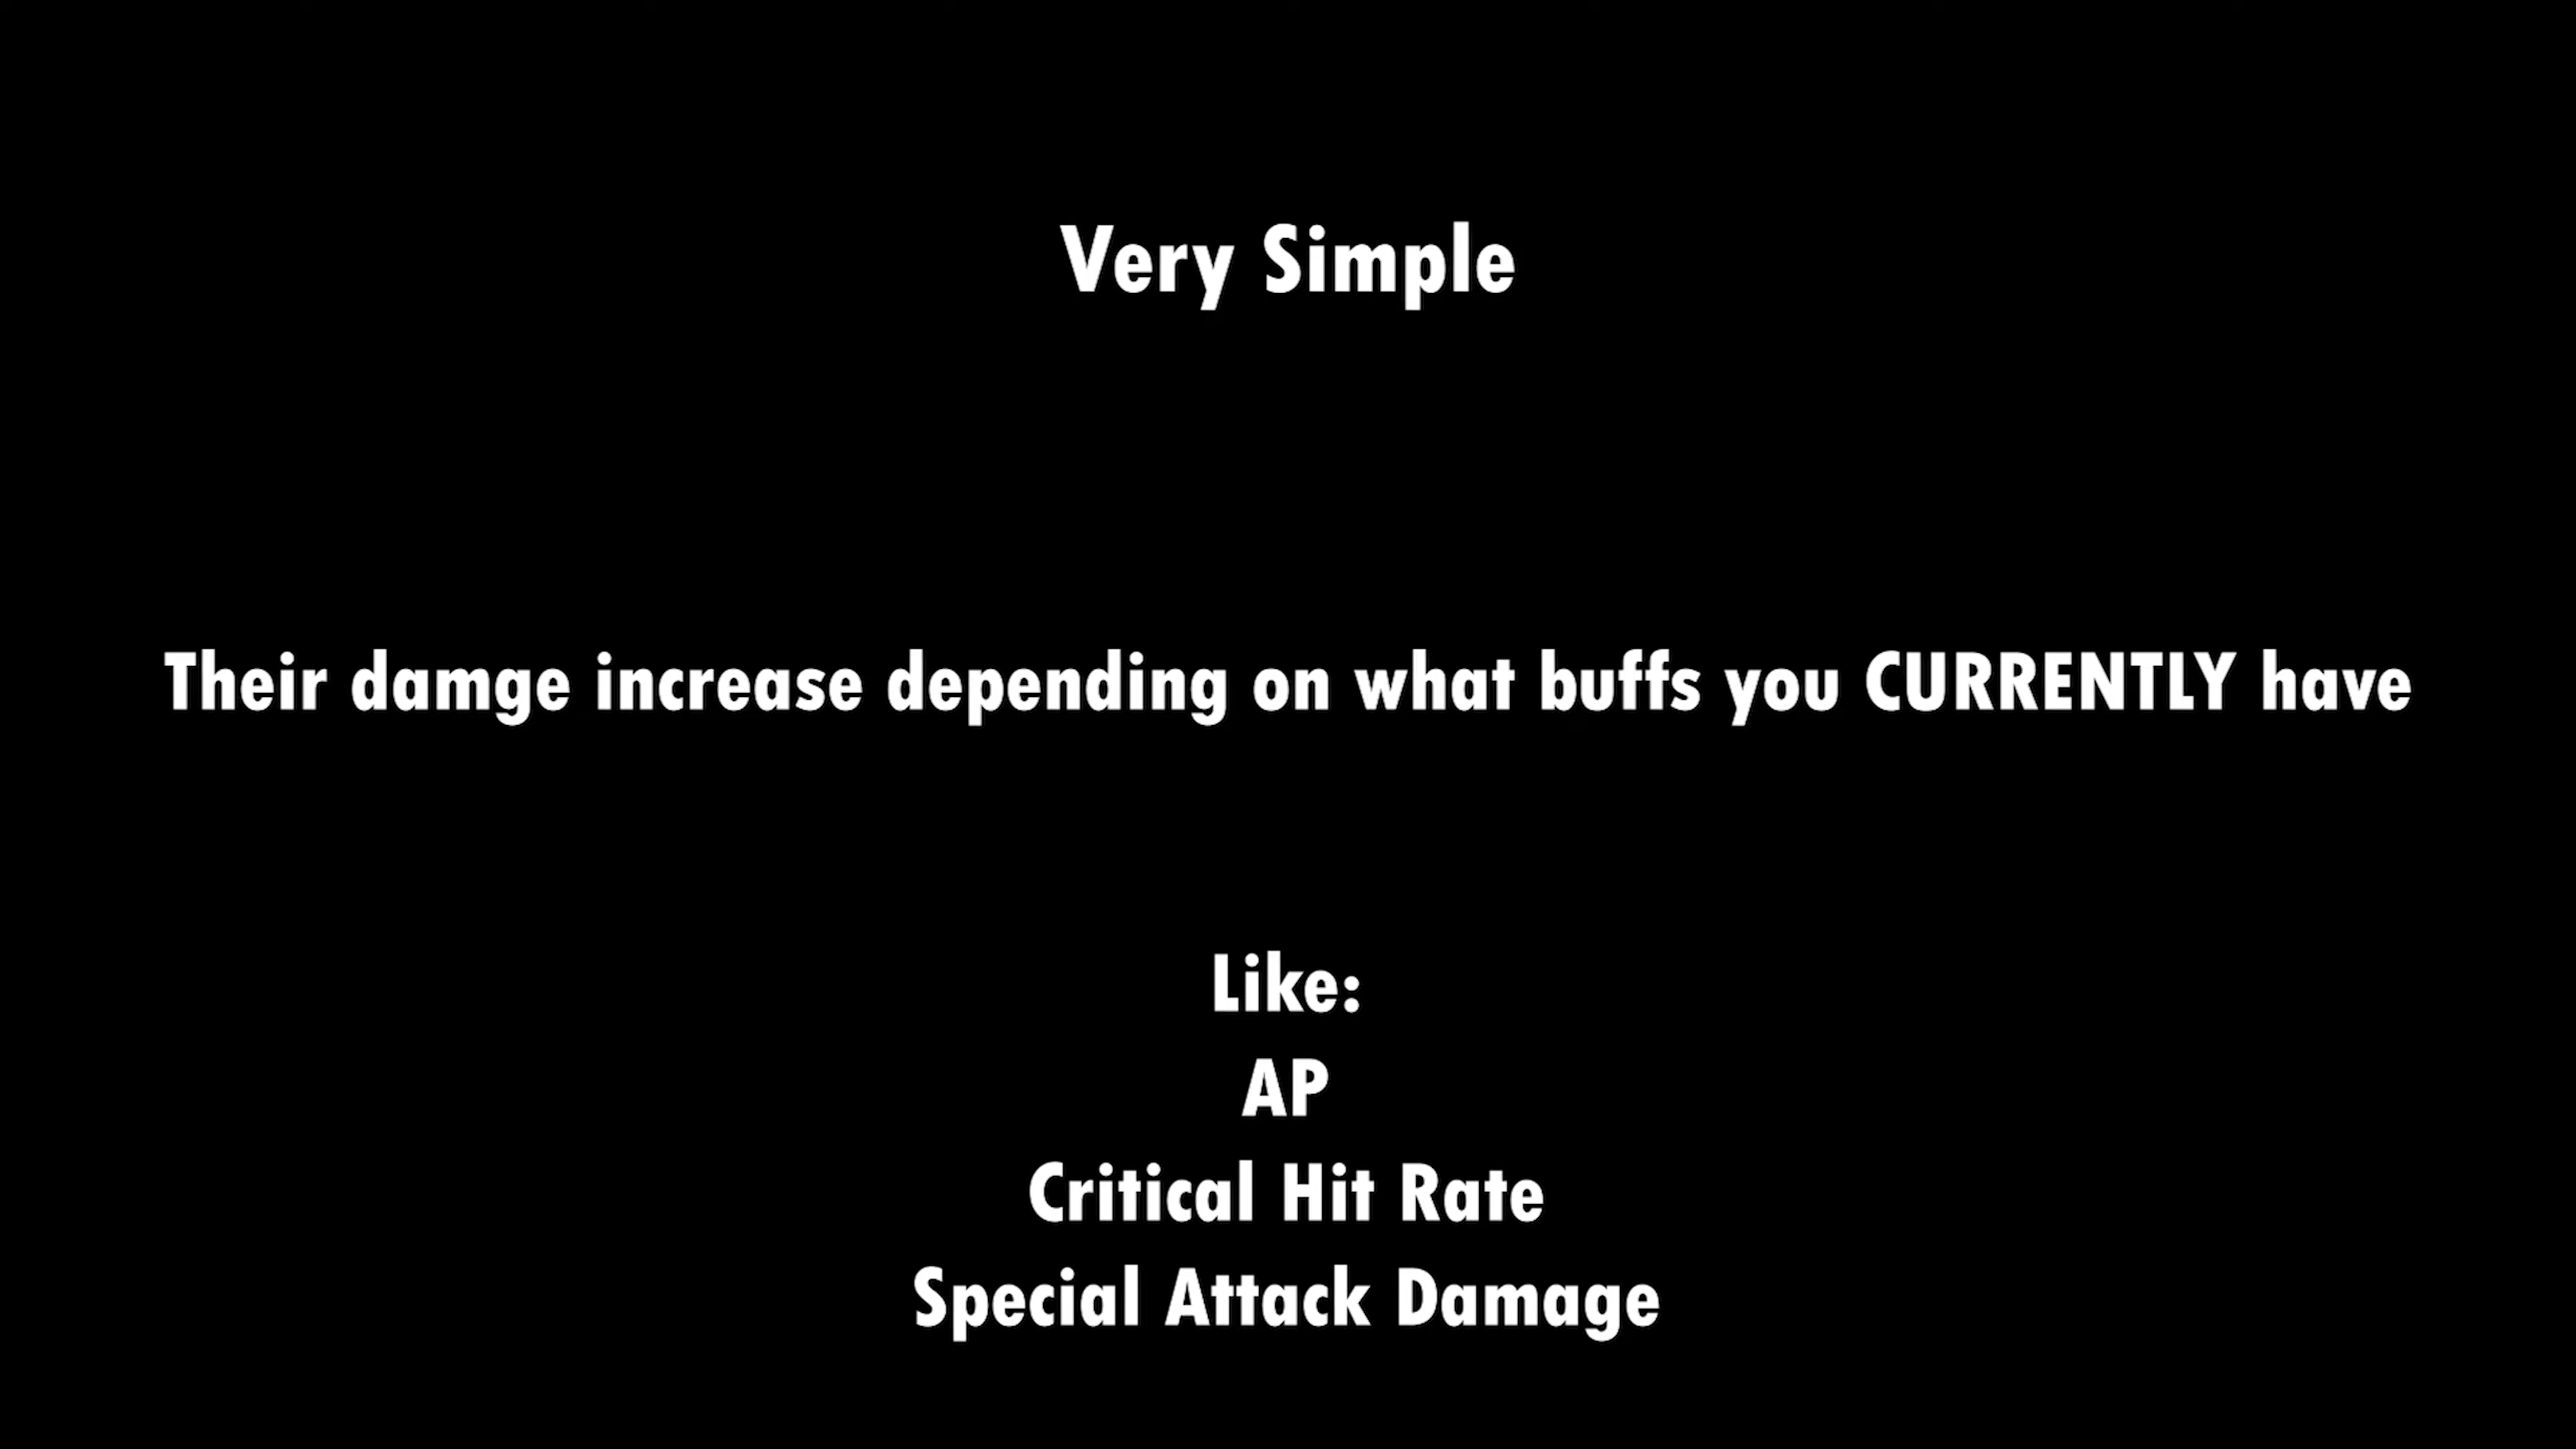 Very Simple
Their damge increase depending on what buffs you CURRENTLY have
Like:
AP
Critical Hit Rate
Special Attack Damage